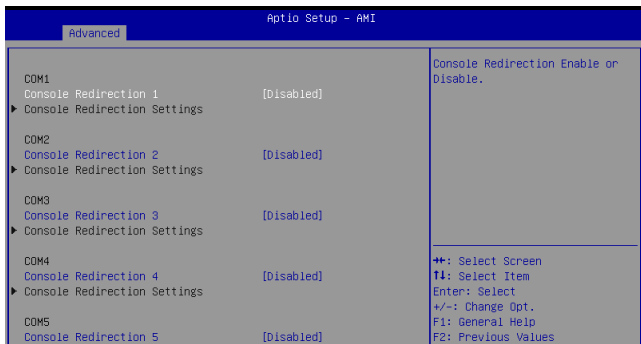 Aptio Setup – AMI
Advanced
COM1
Console Redirection 1 [Disabled]
▶ Console Redirection Settings
COM2
Console Redirection 2 [Disabled]
▶ Console Redirection Settings
COM3
Console Redirection 3 [Disabled]
▶ Console Redirection Settings
COM4
Console Redirection 4 [Disabled]
▶ Console Redirection Settings
COM5
Console Redirection 5 [Disabled]
Console Redirection Enable or
Disable.
→←: Select Screen
↑↓: Select Item
Enter: Select
+/-: Change Opt.
F1: General Help
F2: Previous Values